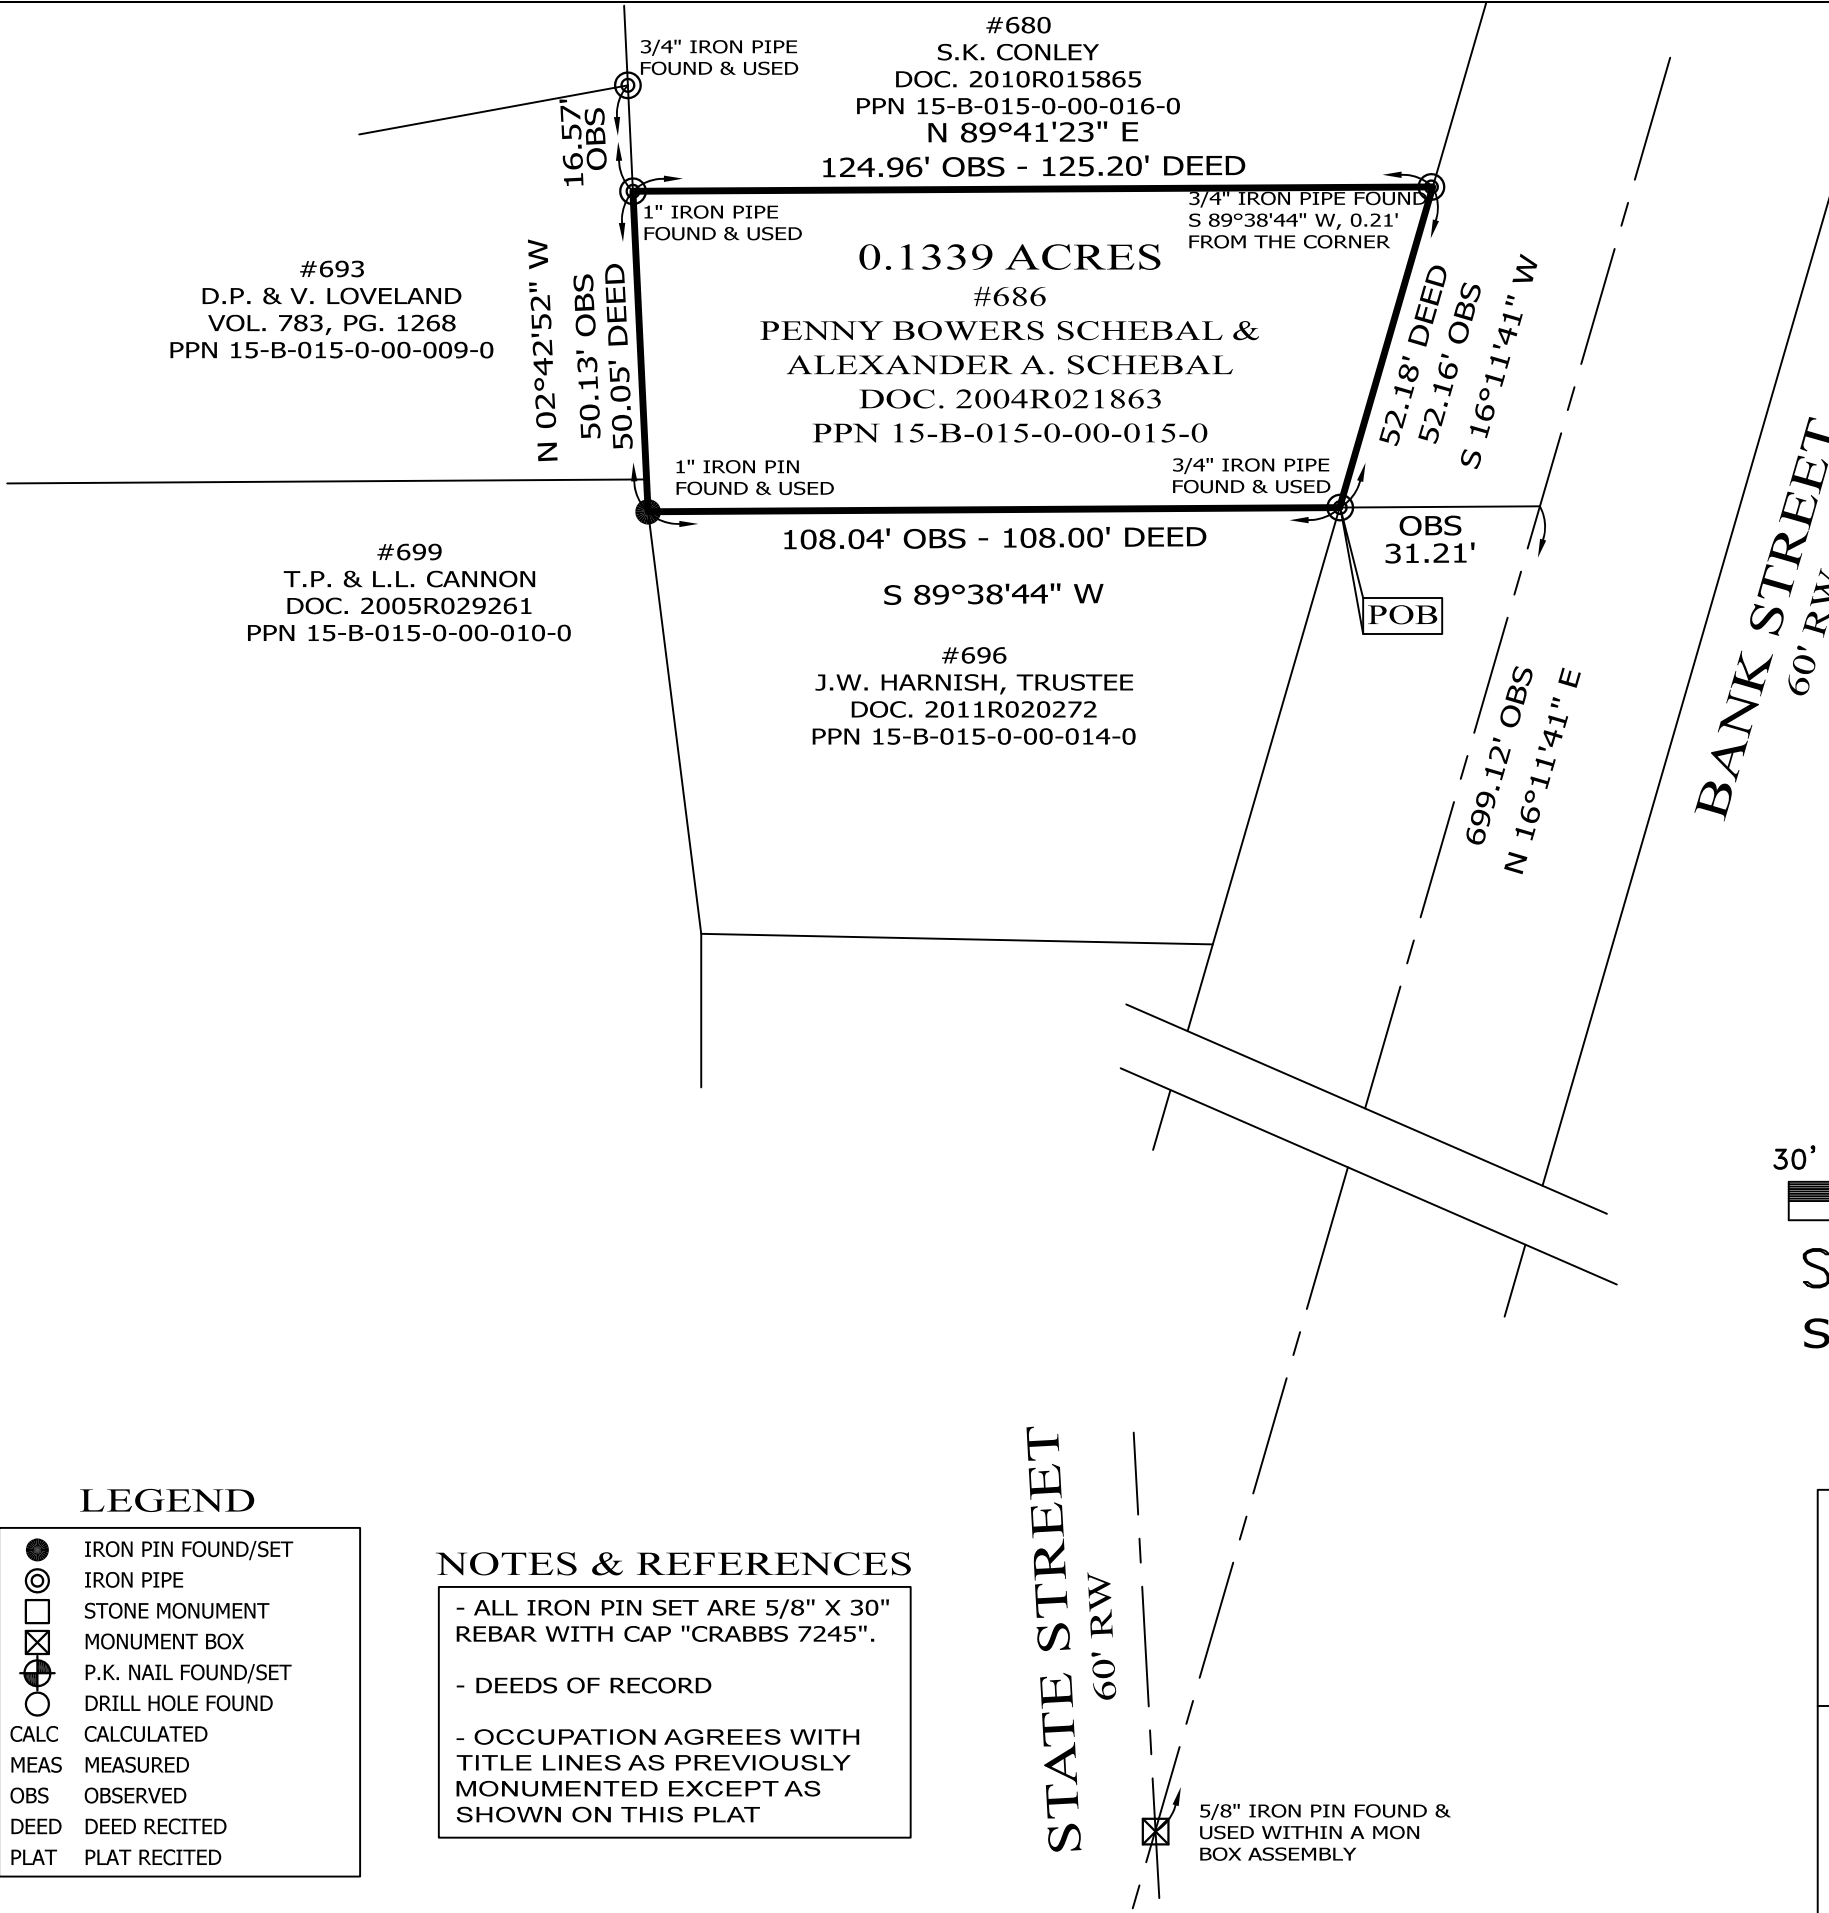 #680
S.K. CONLEY
DOC. 2010R015865
PPN 15-B-015-0-00-016-0
N 89°41'23" E
124.96' OBS - 125.20' DEED
3/4" IRON PIPE
FOUND & USED
16.57'
OBS
1" IRON PIPE
FOUND & USED
3/4" IRON PIPE FOUND
S 89°38'44" W, 0.21'
FROM THE CORNER
#693
D.P. & V. LOVELAND
VOL. 783, PG. 1268
PPN 15-B-015-0-00-009-0
N 02°42'52" W
50.13' OBS
50.05' DEED
0.1339 ACRES
#686
PENNY BOWERS SCHEBAL &
ALEXANDER A. SCHEBAL
DOC. 2004R021863
PPN 15-B-015-0-00-015-0
52.18' DEED
52.16' OBS
S 16°11'41" W
1" IRON PIN
FOUND & USED
3/4" IRON PIPE
FOUND & USED
108.04' OBS - 108.00' DEED
S 89°38'44" W
OBS
31.21'
POB
#699
T.P. & L.L. CANNON
DOC. 2005R029261
PPN 15-B-015-0-00-010-0
#696
J.W. HARNISH, TRUSTEE
DOC. 2011R020272
PPN 15-B-015-0-00-014-0
699.12' OBS
N 16°11'41" E
BANK STREET
60' RW
30'
S
S
LEGEND
IRON PIN FOUND/SET
IRON PIPE
STONE MONUMENT
MONUMENT BOX
P.K. NAIL FOUND/SET
DRILL HOLE FOUND
CALC CALCULATED
MEAS MEASURED
OBS OBSERVED
DEED DEED RECITED
PLAT PLAT RECITED
NOTES & REFERENCES
- ALL IRON PIN SET ARE 5/8" X 30"
REBAR WITH CAP "CRABBS 7245".
- DEEDS OF RECORD
- OCCUPATION AGREES WITH
TITLE LINES AS PREVIOUSLY
MONUMENTED EXCEPT AS
SHOWN ON THIS PLAT
STATE STREET
60' RW
5/8" IRON PIN FOUND &
USED WITHIN A MON
BOX ASSEMBLY